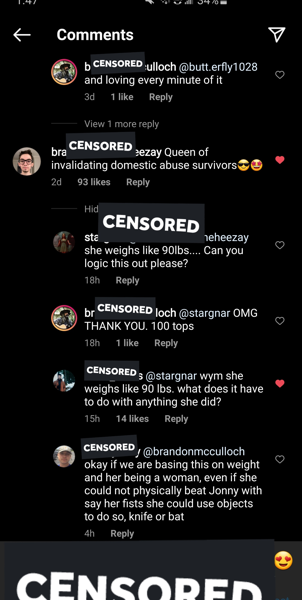 1:47
34%
Comments
CENSORED
culloch @butt.erfly1028
and loving every minute of it
3d 1 like Reply
View 1 more reply
CENSORED
bra eezay Queen of
invalidating domestic abuse survivors😎😍
2d 93 likes Reply
Hid
CENSORED
sta neheezay
she weighs like 90lbs.... Can you
logic this out please?
18h Reply
CENSORED
br loch @stargnar OMG
THANK YOU. 100 tops
18h 1 like Reply
CENSORED
s @stargnar wym she
weighs like 90 lbs. what does it have
to do with anything she did?
15h 14 likes Reply
CENSORED
y @brandonmcculloch
okay if we are basing this on weight
and her being a woman, even if she
could not physically beat Jonny with
say her fists she could use objects
to do so, knife or bat
4h Reply
😍
CENSORED